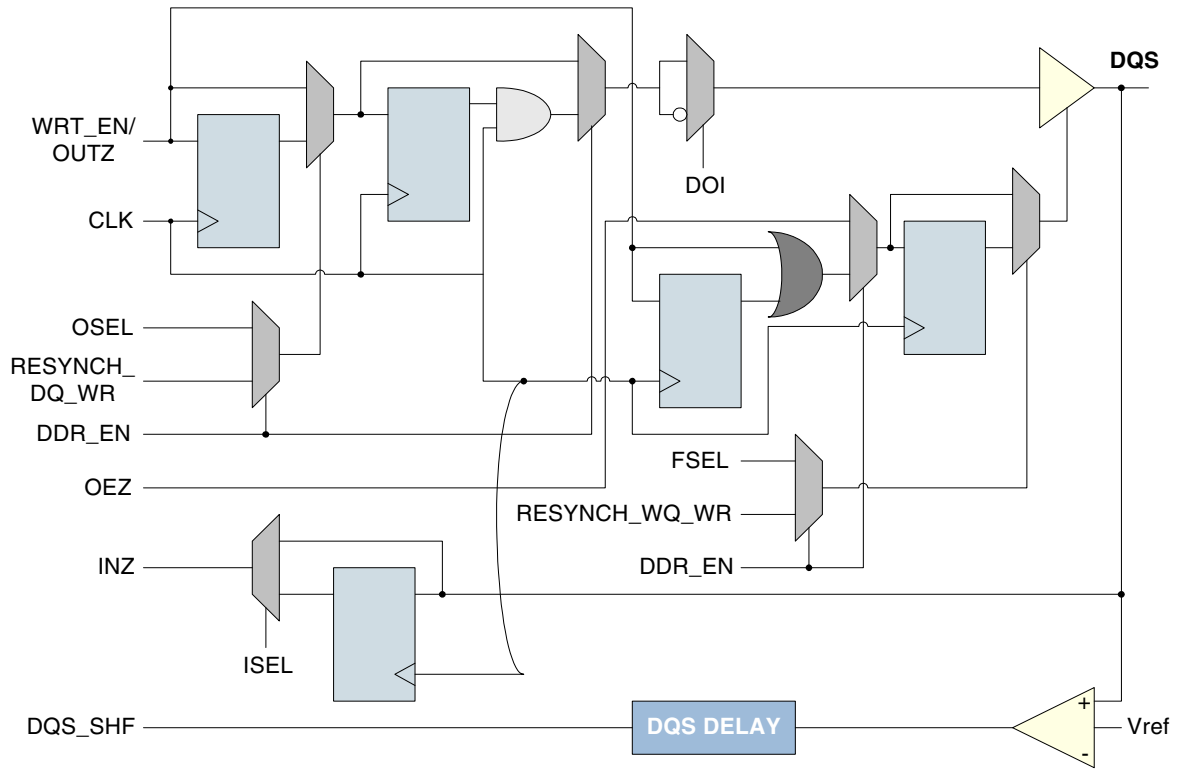 DQS
WRT_EN/
OUTZ
DOI
CLK
OSEL
RESYNCH_
DQ_WR
DDR_EN
FSEL
OEZ
RESYNCH_WQ_WR
INZ
DDR_EN
ISEL
+
DQS_SHF
DQS DELAY
Vref
-